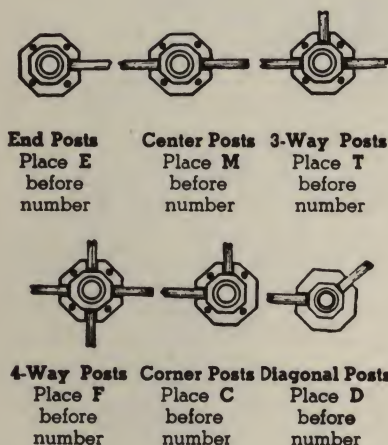 End Posts
Place E
before
number
Center Posts
Place M
before
number
3-Way Posts
Place T
before
number
4-Way Posts
Place F
before
number
Corner Posts
Place C
before
number
Diagonal Posts
Place D
before
number